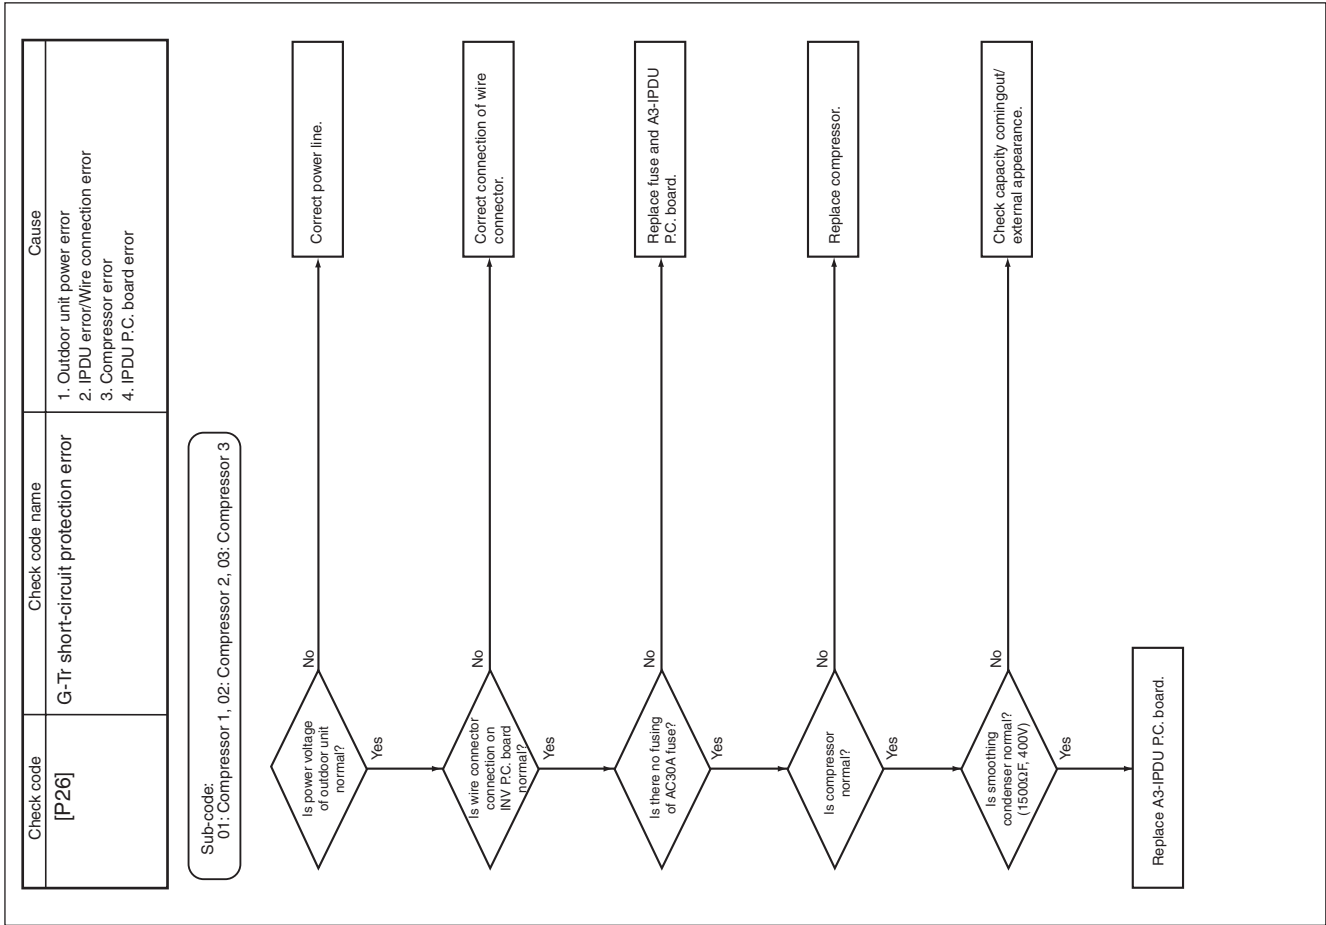 Check code
Check code name
Cause
[P26]
G-Tr short-circuit protection error
1. Outdoor unit power error
2. IPDU error/Wire connection error
3. Compressor error
4. IPDU P.C. board error
Sub-code:
01: Compressor 1, 02: Compressor 2, 03: Compressor 3
Is power voltage
of outdoor unit
normal?
No
Correct power line.
Yes
Is wire connector
connection on
INV P.C. board
normal?
No
Correct connection of wire
connector.
Yes
Is there no fusing
of AC30A fuse?
No
Replace fuse and A3-IPDU
P.C. board.
Yes
Is compressor
normal?
No
Replace compressor.
Yes
Is smoothing
condenser normal?
(1500ΩF, 400V)
No
Check capacity comingout/
external appearance.
Yes
Replace A3-IPDU P.C. board.